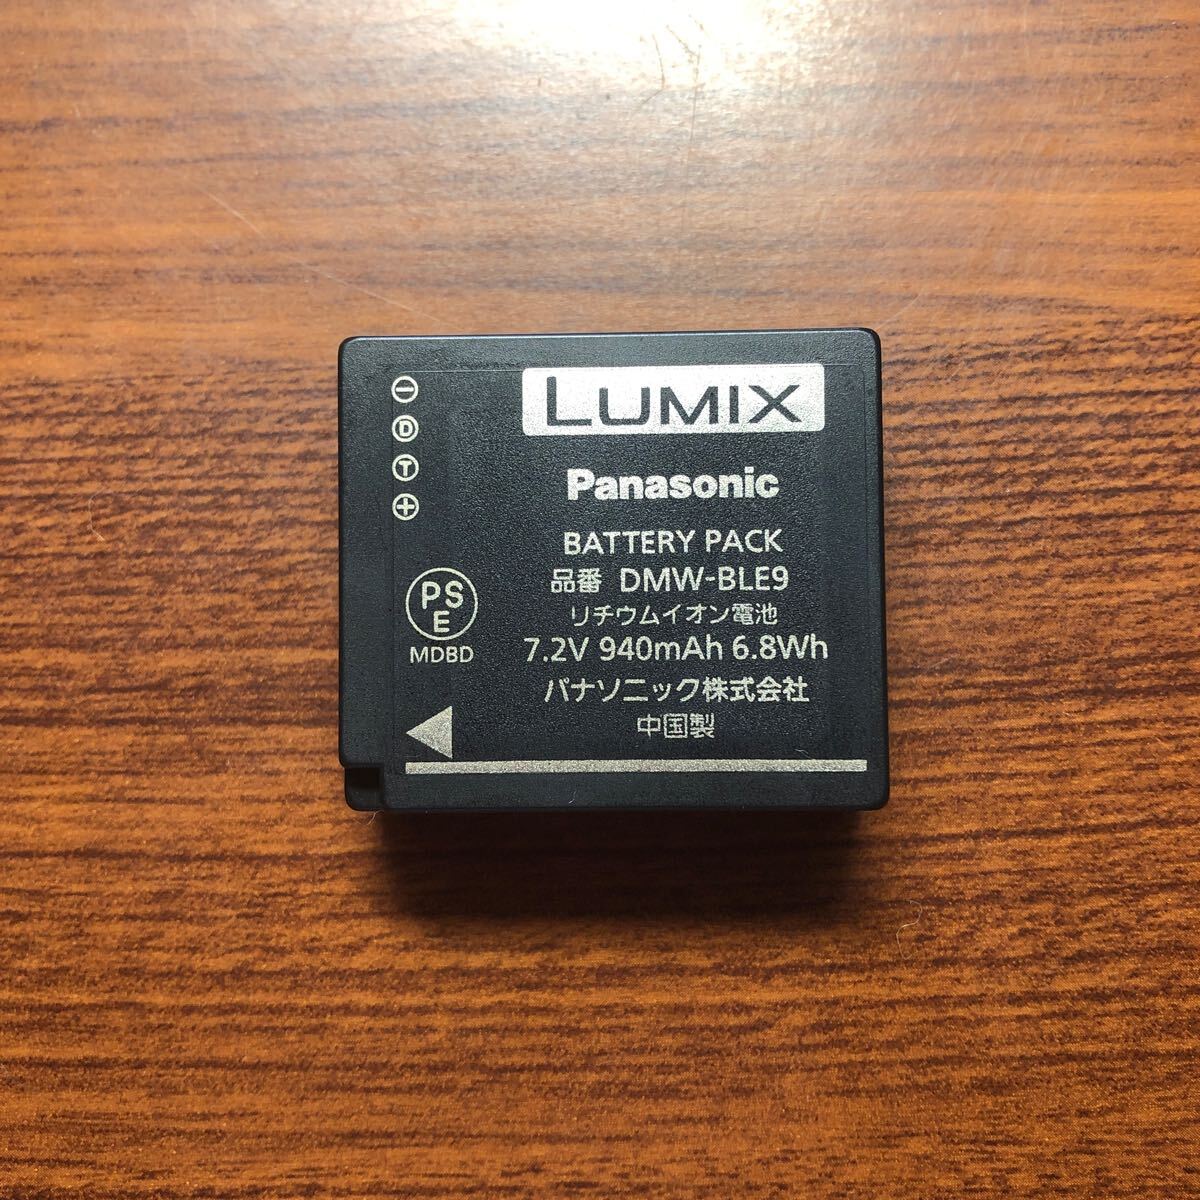 LUMIX
Panasonic
BATTERY PACK
品番 DMW-BLE9
リチウムイオン電池
7.2V 940mAh 6.8Wh
パナソニック株式会社
中国製
D
T
PS
E
MDBD